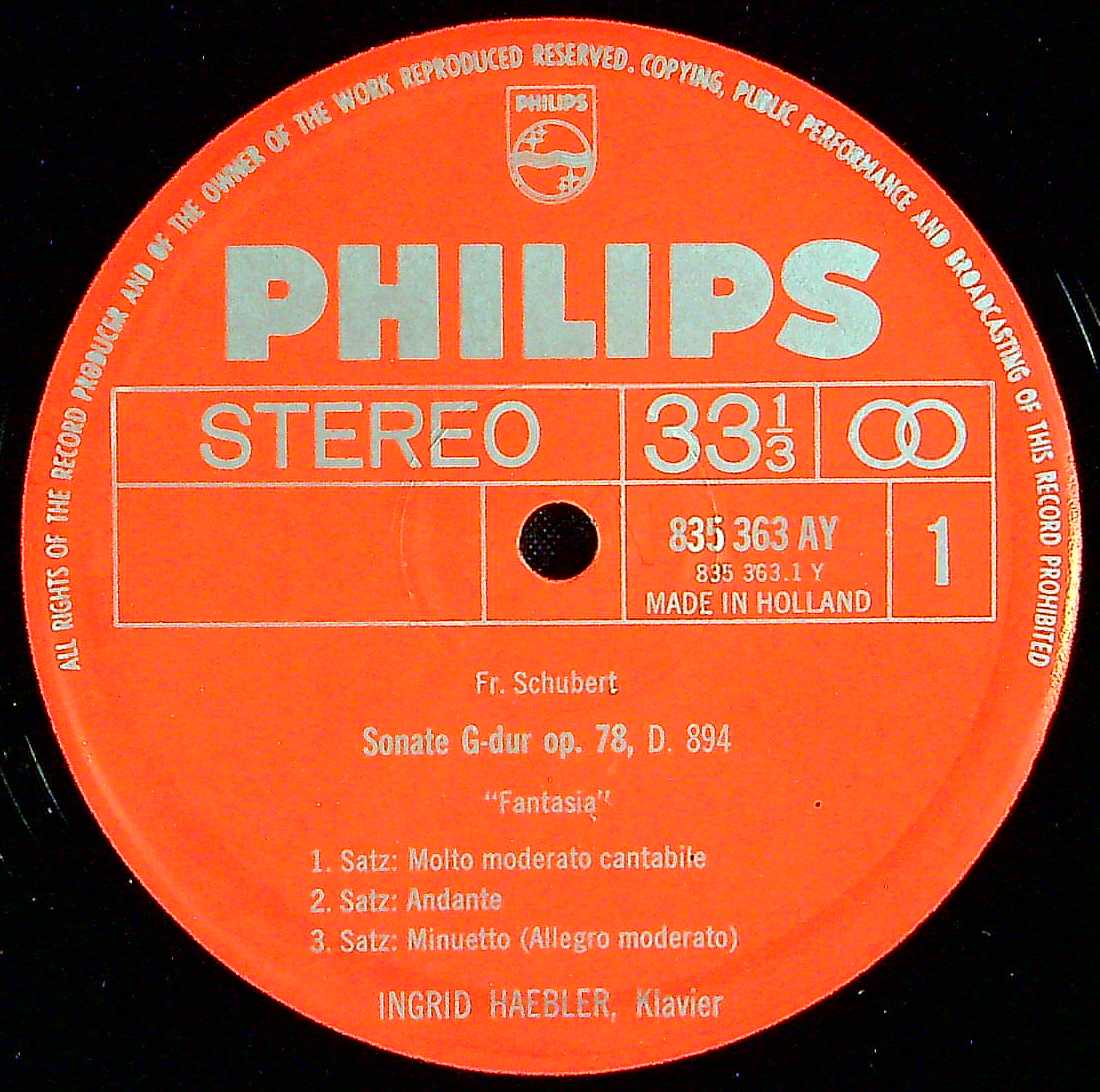 ALL RIGHTS OF THE RECORD PRODUCER AND OF THE OWNER OF THE WORK REPRODUCED RESERVED. COPYING, PUBLIC PERFORMANCE AND BROADCASTING OF THIS RECORD PROHIBITED
PHILIPS
PHILIPS
STEREO 33 1/3
835 363 AY 1
835 363.1 Y
MADE IN HOLLAND
Fr. Schubert
Sonate G-dur op. 78, D. 894
“Fantasia”
1. Satz: Molto moderato cantabile
2. Satz: Andante
3. Satz: Minuetto (Allegro moderato)
INGRID HAEBLER, Klavier